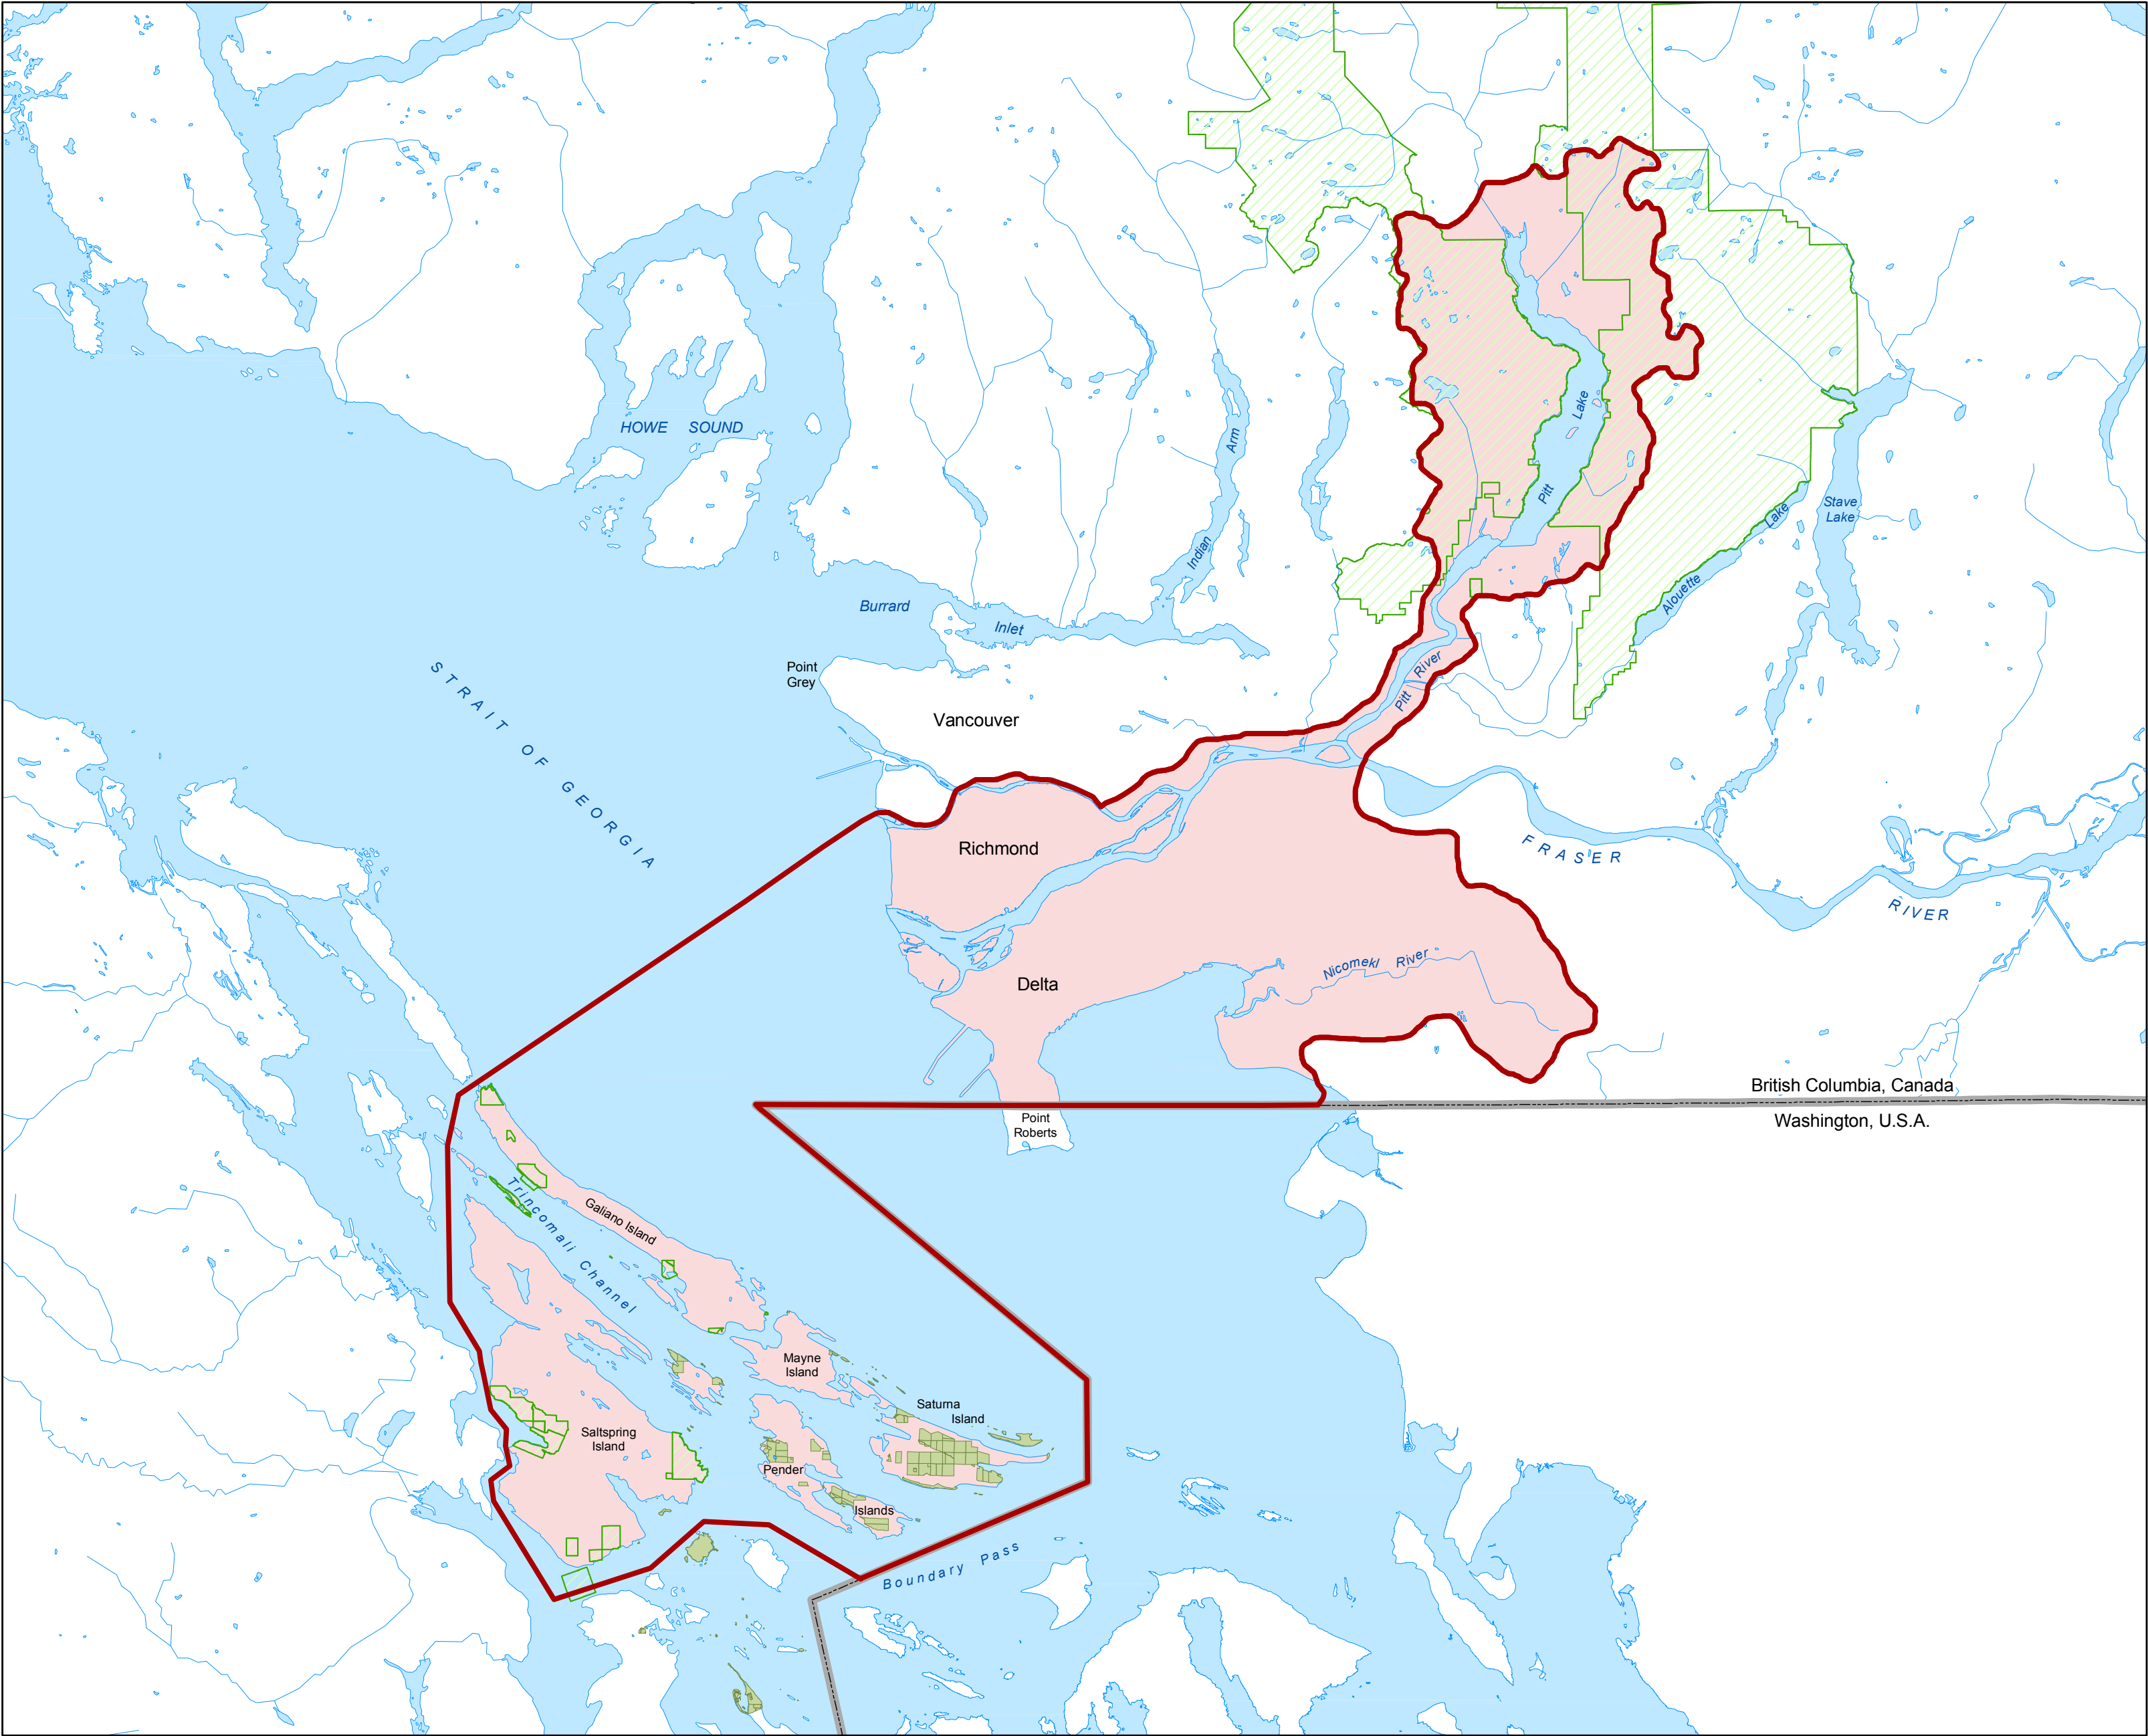 HOWE SOUND
Lake
Pitt
Arm
Indian
Stave
Lake
Lake
Alouette
Burrard
Inlet
Point
Grey
STRAIT OF GEORGIA
Pitt River
Vancouver
Richmond
FRASER
RIVER
Delta
Nicomekl River
British Columbia, Canada
Washington, U.S.A.
Point
Roberts
Trincomali Channel
Galiano Island
Mayne
Island
Saturna
Island
Saltspring
Island
Pender
Islands
Boundary Pass